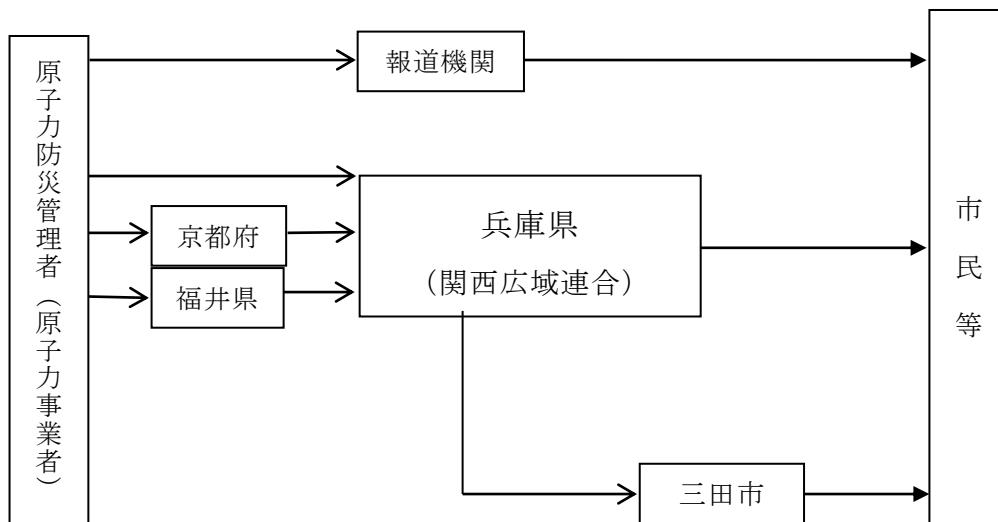 原子力防災管理者（原子力事業者）
報道機関
京都府
福井県
兵庫県
（関西広域連合）
三田市
市民等